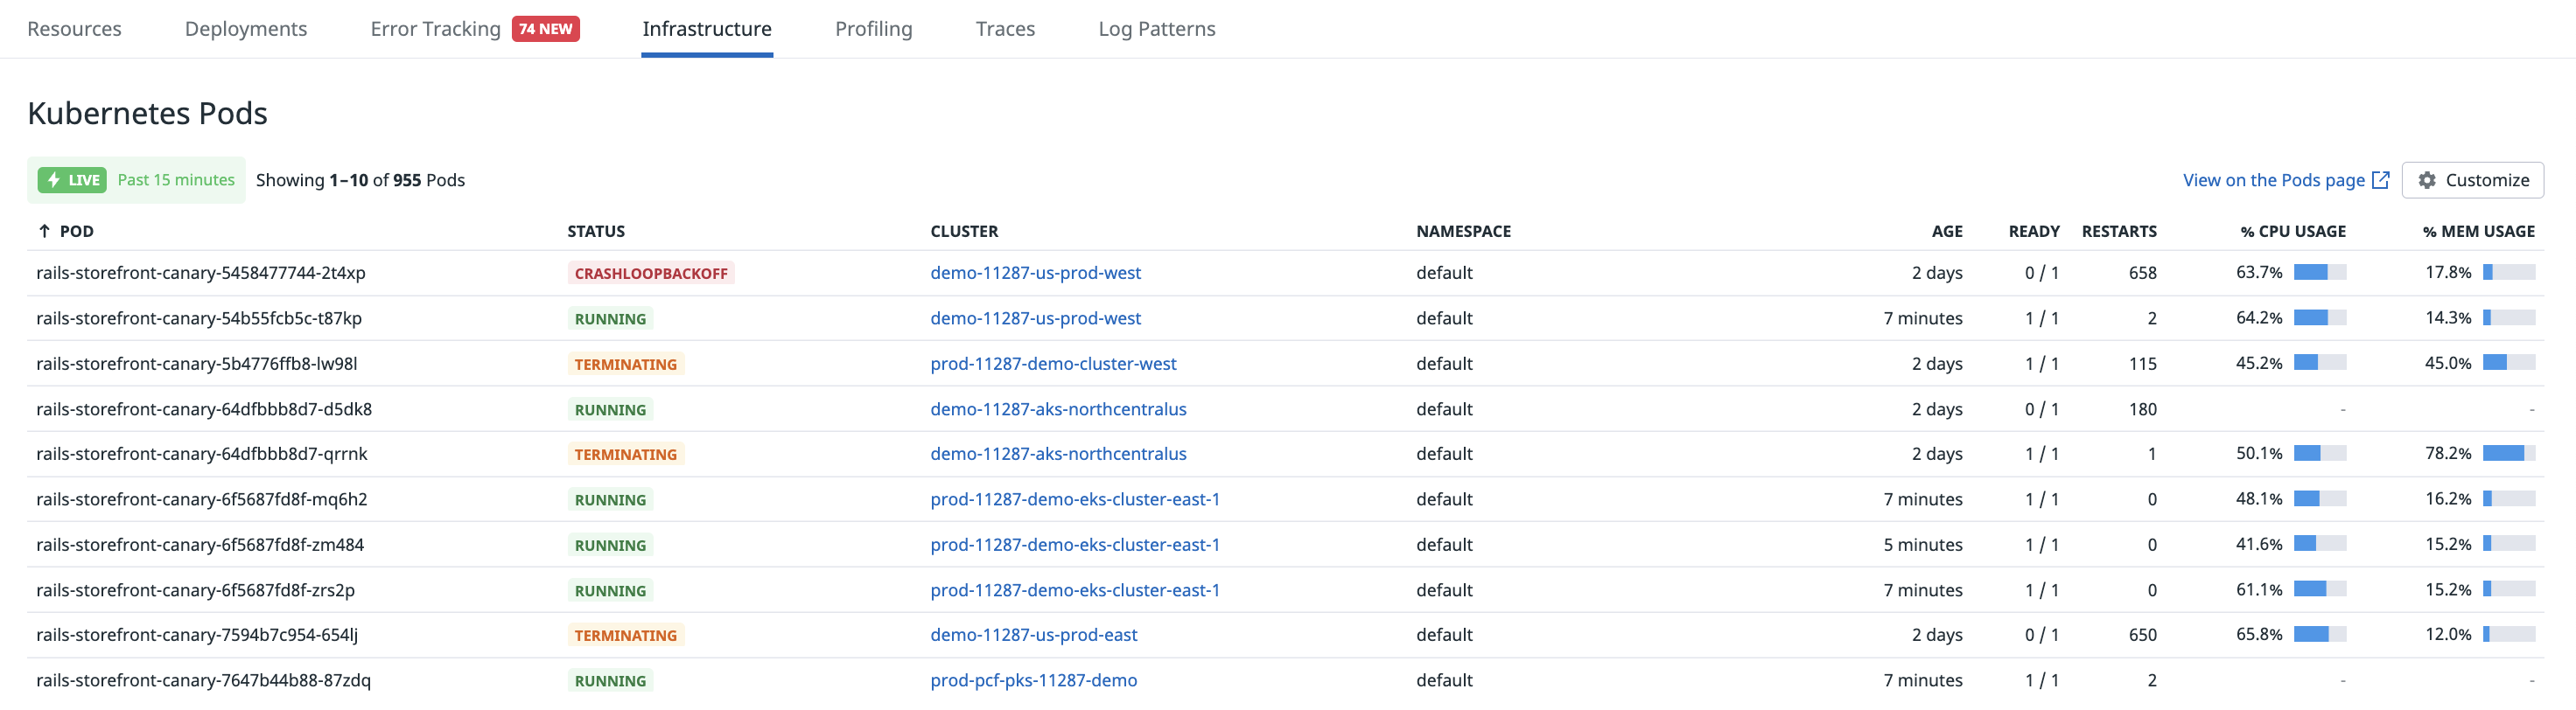 Resources Deployments Error Tracking 74 NEW Infrastructure Profiling Traces Log Patterns
Kubernetes Pods
LIVE Past 15 minutes Showing 1–10 of 955 Pods View on the Pods page Customize
↑ POD STATUS CLUSTER NAMESPACE AGE READY RESTARTS % CPU USAGE % MEM USAGE
rails-storefront-canary-5458477744-2t4xp CRASHLOOPBACKOFF demo-11287-us-prod-west default 2 days 0 / 1 658 63.7% 17.8%
rails-storefront-canary-54b55fcb5c-t87kp RUNNING demo-11287-us-prod-west default 7 minutes 1 / 1 2 64.2% 14.3%
rails-storefront-canary-5b4776ffb8-lw98l TERMINATING prod-11287-demo-cluster-west default 2 days 1 / 1 115 45.2% 45.0%
rails-storefront-canary-64dfbbb8d7-d5dk8 RUNNING demo-11287-aks-northcentralus default 2 days 0 / 1 180 - -
rails-storefront-canary-64dfbbb8d7-qrrnk TERMINATING demo-11287-aks-northcentralus default 2 days 1 / 1 1 50.1% 78.2%
rails-storefront-canary-6f5687fd8f-mq6h2 RUNNING prod-11287-demo-eks-cluster-east-1 default 7 minutes 1 / 1 0 48.1% 16.2%
rails-storefront-canary-6f5687fd8f-zm484 RUNNING prod-11287-demo-eks-cluster-east-1 default 5 minutes 1 / 1 0 41.6% 15.2%
rails-storefront-canary-6f5687fd8f-zrs2p RUNNING prod-11287-demo-eks-cluster-east-1 default 7 minutes 1 / 1 0 61.1% 15.2%
rails-storefront-canary-7594b7c954-654lj TERMINATING demo-11287-us-prod-east default 2 days 0 / 1 650 65.8% 12.0%
rails-storefront-canary-7647b44b88-87zdq RUNNING prod-pcf-pks-11287-demo default 7 minutes 1 / 1 2 - -